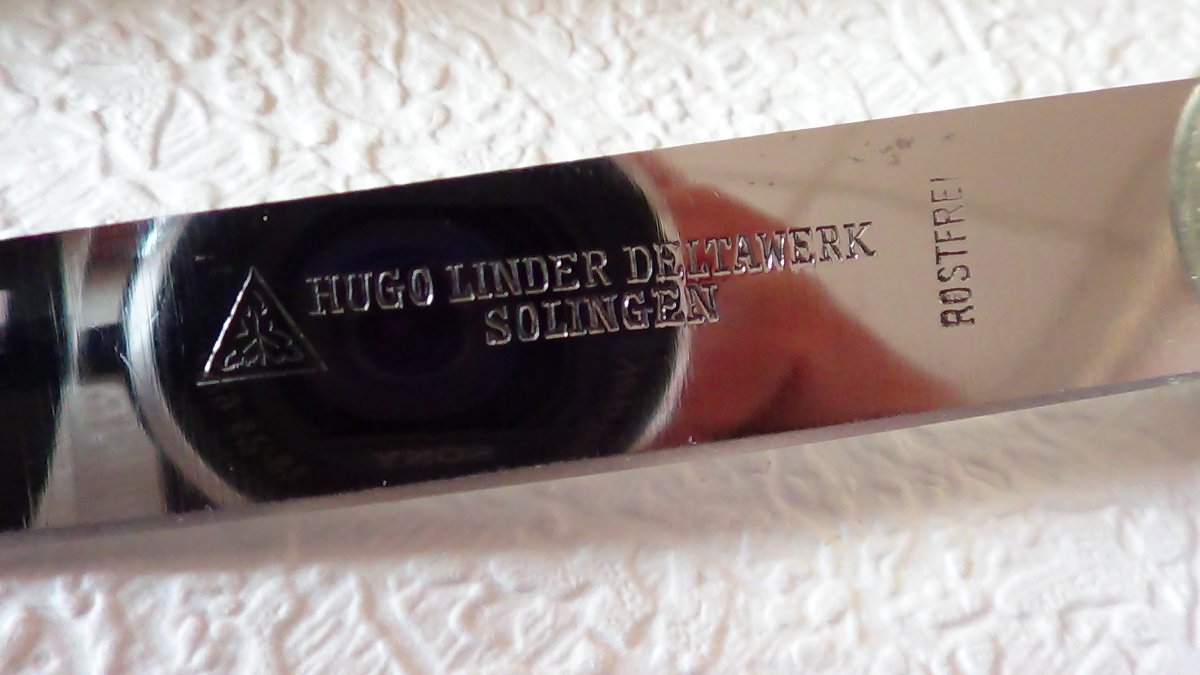 HUGO LINDER DELTAWERK
SOLINGEN
ROSTFREI